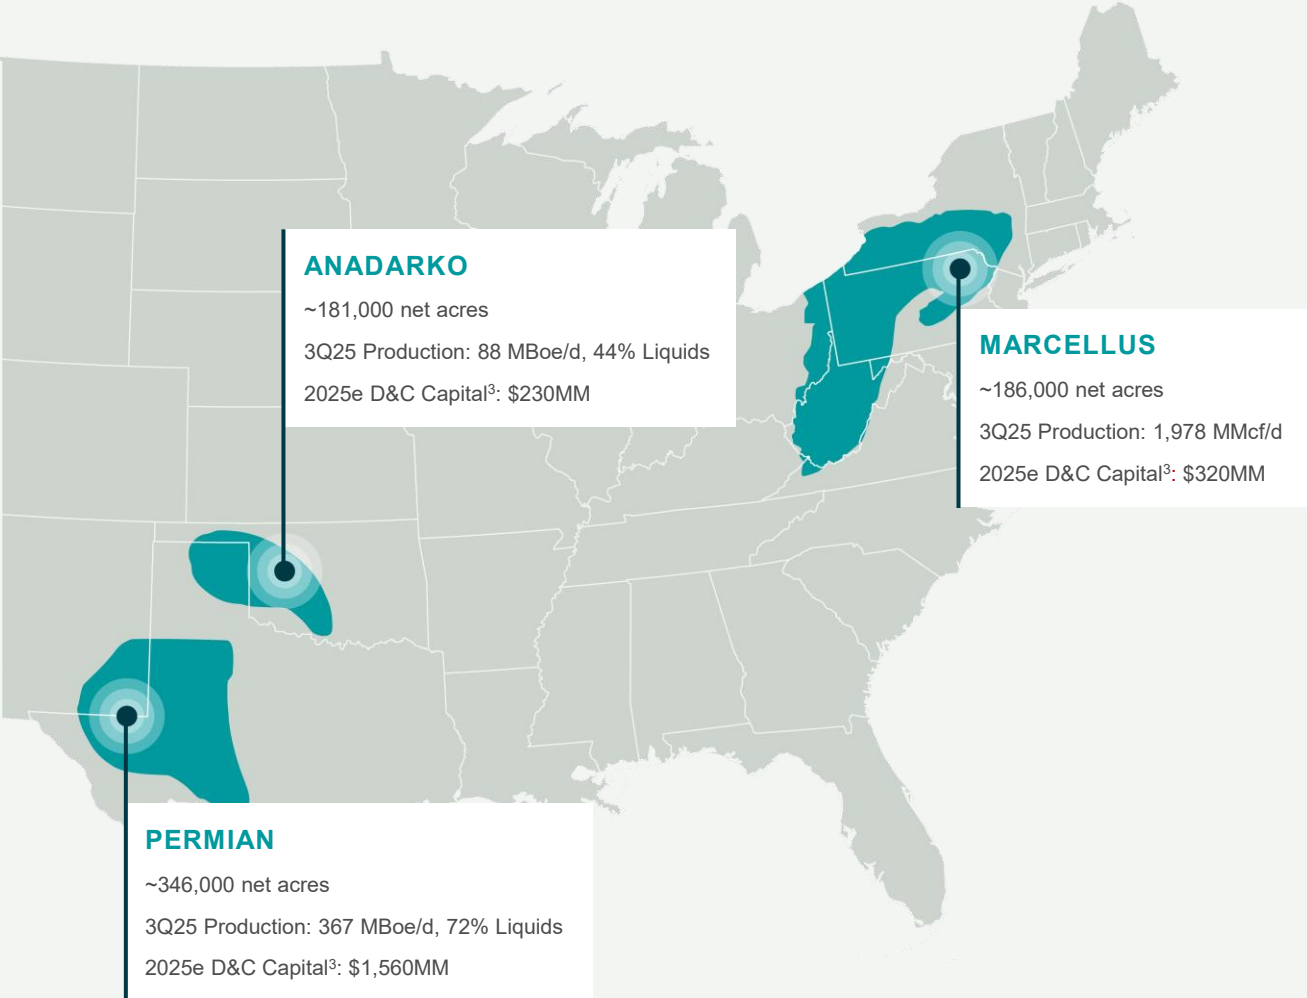 ANADARKO
~181,000 net acres
3Q25 Production: 88 MBoe/d, 44% Liquids
2025e D&C Capital³: $230MM
MARCELLUS
~186,000 net acres
3Q25 Production: 1,978 MMcf/d
2025e D&C Capital³: $320MM
PERMIAN
~346,000 net acres
3Q25 Production: 367 MBoe/d, 72% Liquids
2025e D&C Capital³: $1,560MM